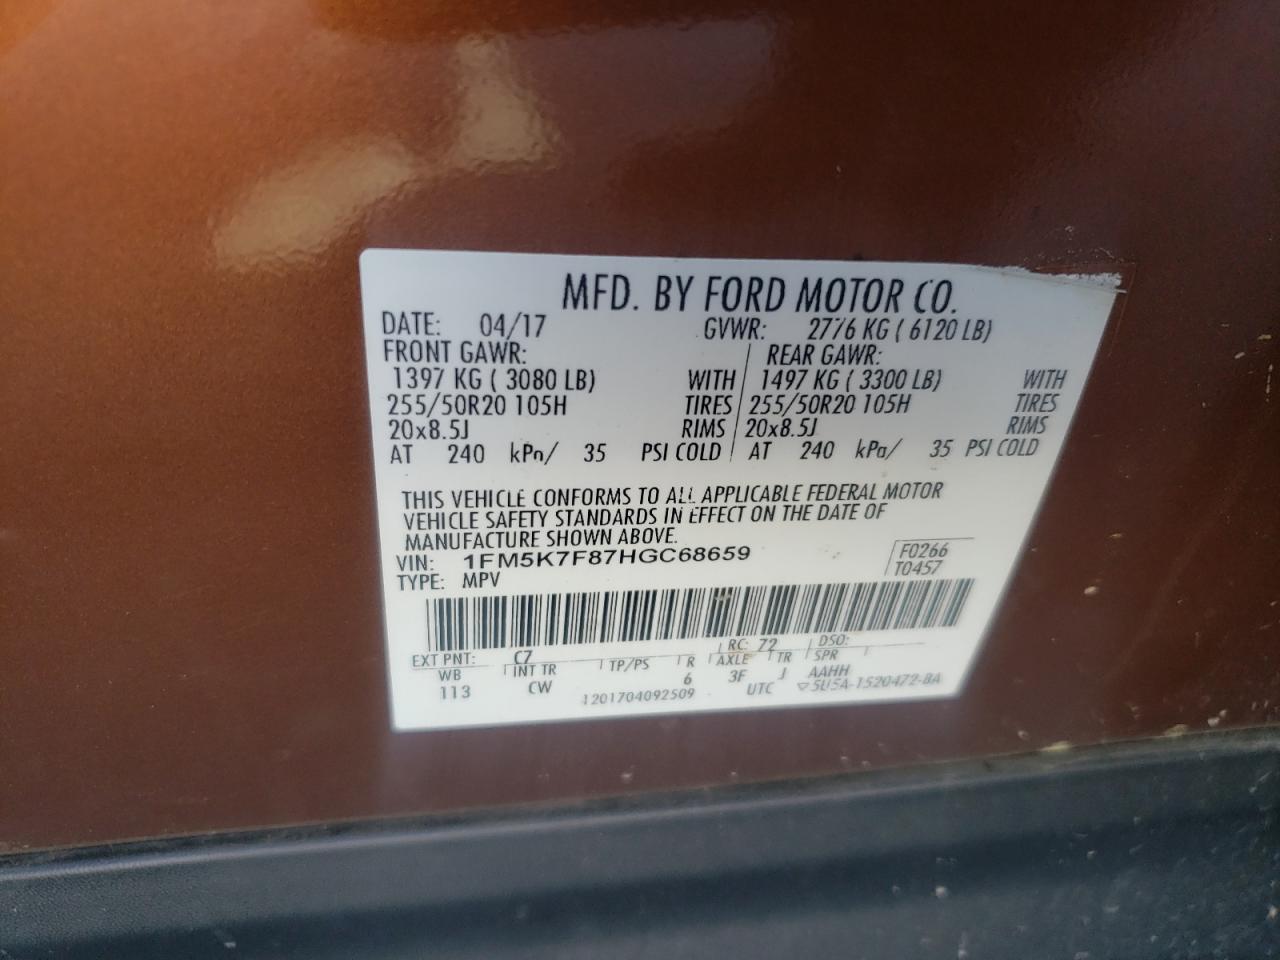 MFD. BY FORD MOTOR CO.
DATE: 04/17 GVWR: 2776 KG ( 6120 LB)
FRONT GAWR: REAR GAWR:
1397 KG ( 3080 LB) WITH 1497 KG ( 3300 LB) WITH
255/50R20 105H TIRES 255/50R20 105H TIRES
20x8.5J RIMS 20x8.5J RIMS
AT 240 kPa/ 35 PSI COLD AT 240 kPa/ 35 PSI COLD
THIS VEHICLE CONFORMS TO ALL APPLICABLE FEDERAL MOTOR
VEHICLE SAFETY STANDARDS IN EFFECT ON THE DATE OF
MANUFACTURE SHOWN ABOVE.
VIN: 1FM5K7F87HGC68659 F0266
TYPE: MPV T0457
EXT PNT: C7 RC: 72 DSO:
WB INT TR TP/PS R AXLE TR SPR
113 CW 6 3F J AAHH
1201704092509 UTC ▽5U5A-1520472-BA